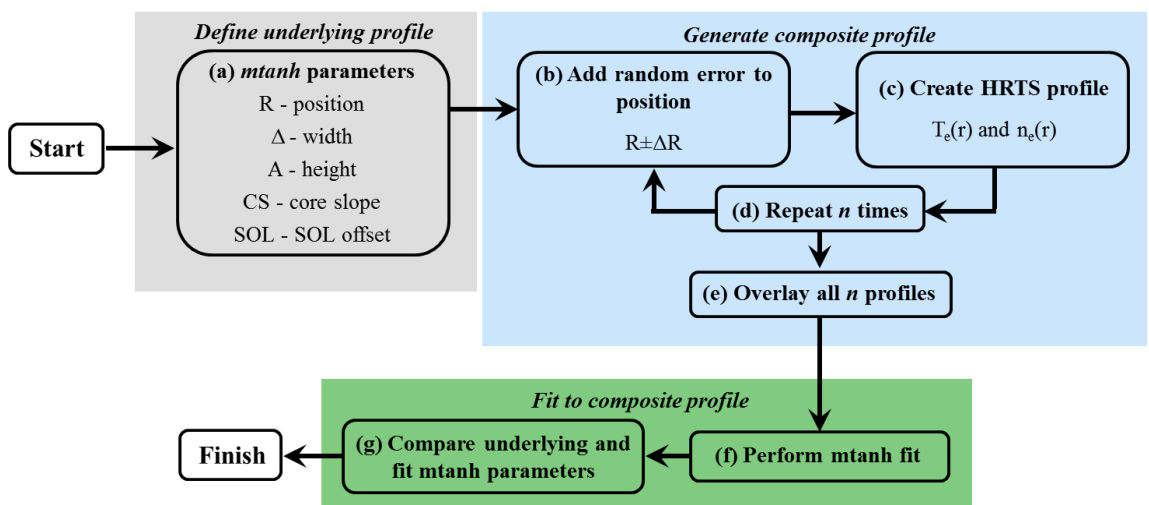 Define underlying profile
Generate composite profile
Start
(a) mtanh parameters
R - position
Δ - width
A - height
CS - core slope
SOL - SOL offset
(b) Add random error to
position
R±ΔR
(c) Create HRTS profile
Te(r) and ne(r)
(d) Repeat n times
(e) Overlay all n profiles
Fit to composite profile
(f) Perform mtanh fit
(g) Compare underlying and
fit mtanh parameters
Finish